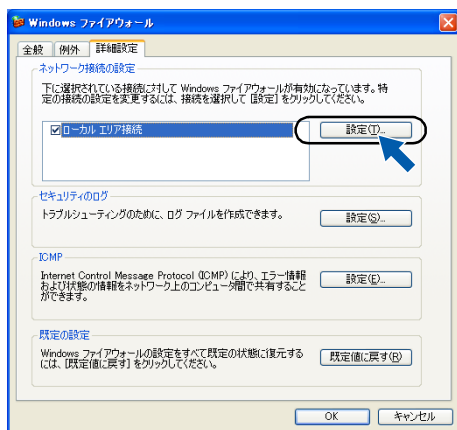 Windows ファイアウォール
全般 例外 詳細設定
ネットワーク接続の設定
下に選択されている接続に対して Windows ファイアウォールが有効になっています。特
定の接続の設定を変更するには、接続を選択して [設定] をクリックしてください。
ローカル エリア接続 設定(T)...
セキュリティのログ
トラブルシューティングのために、ログ ファイルを作成できます。 設定(S)...
ICMP
Internet Control Message Protocol (ICMP) により、エラー情報
および状態の情報をネットワーク上のコンピュータ間で共有すること
ができます。
設定(E)...
既定の設定
Windows ファイアウォールの設定をすべて既定の状態に復元する
には、[既定値に戻す] をクリックしてください。
既定値に戻す(R)
OK キャンセル